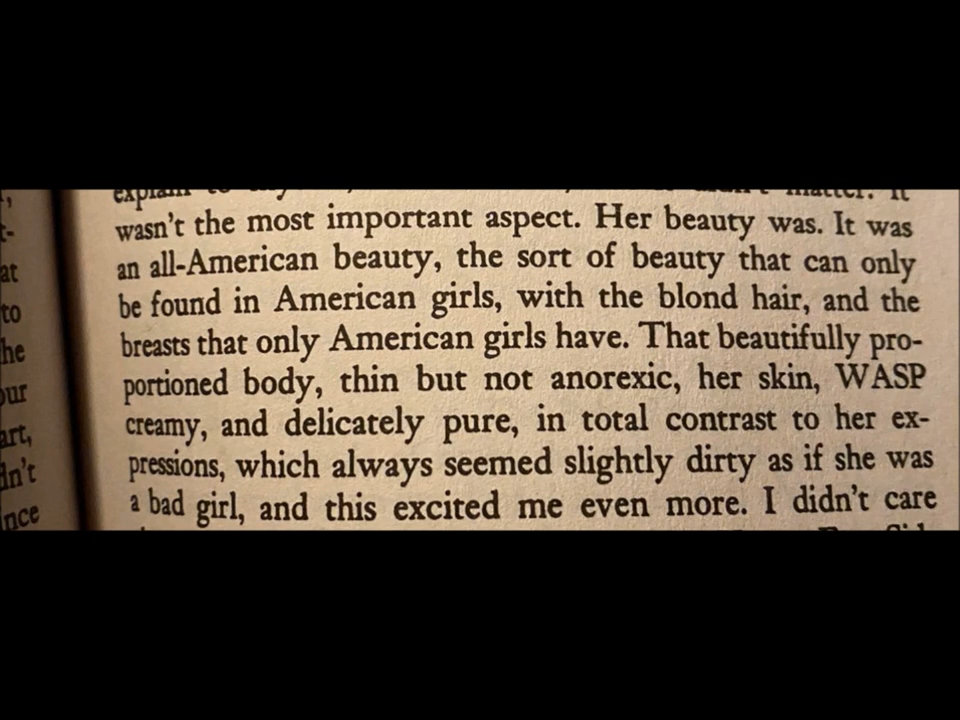 wasn't the most important aspect. Her beauty was. It was
an all-American beauty, the sort of beauty that can only
be found in American girls, with the blond hair, and the
breasts that only American girls have. That beautifully pro-
portioned body, thin but not anorexic, her skin, WASP
creamy, and delicately pure, in total contrast to her ex-
pressions, which always seemed slightly dirty as if she was
a bad girl, and this excited me even more. I didn't care